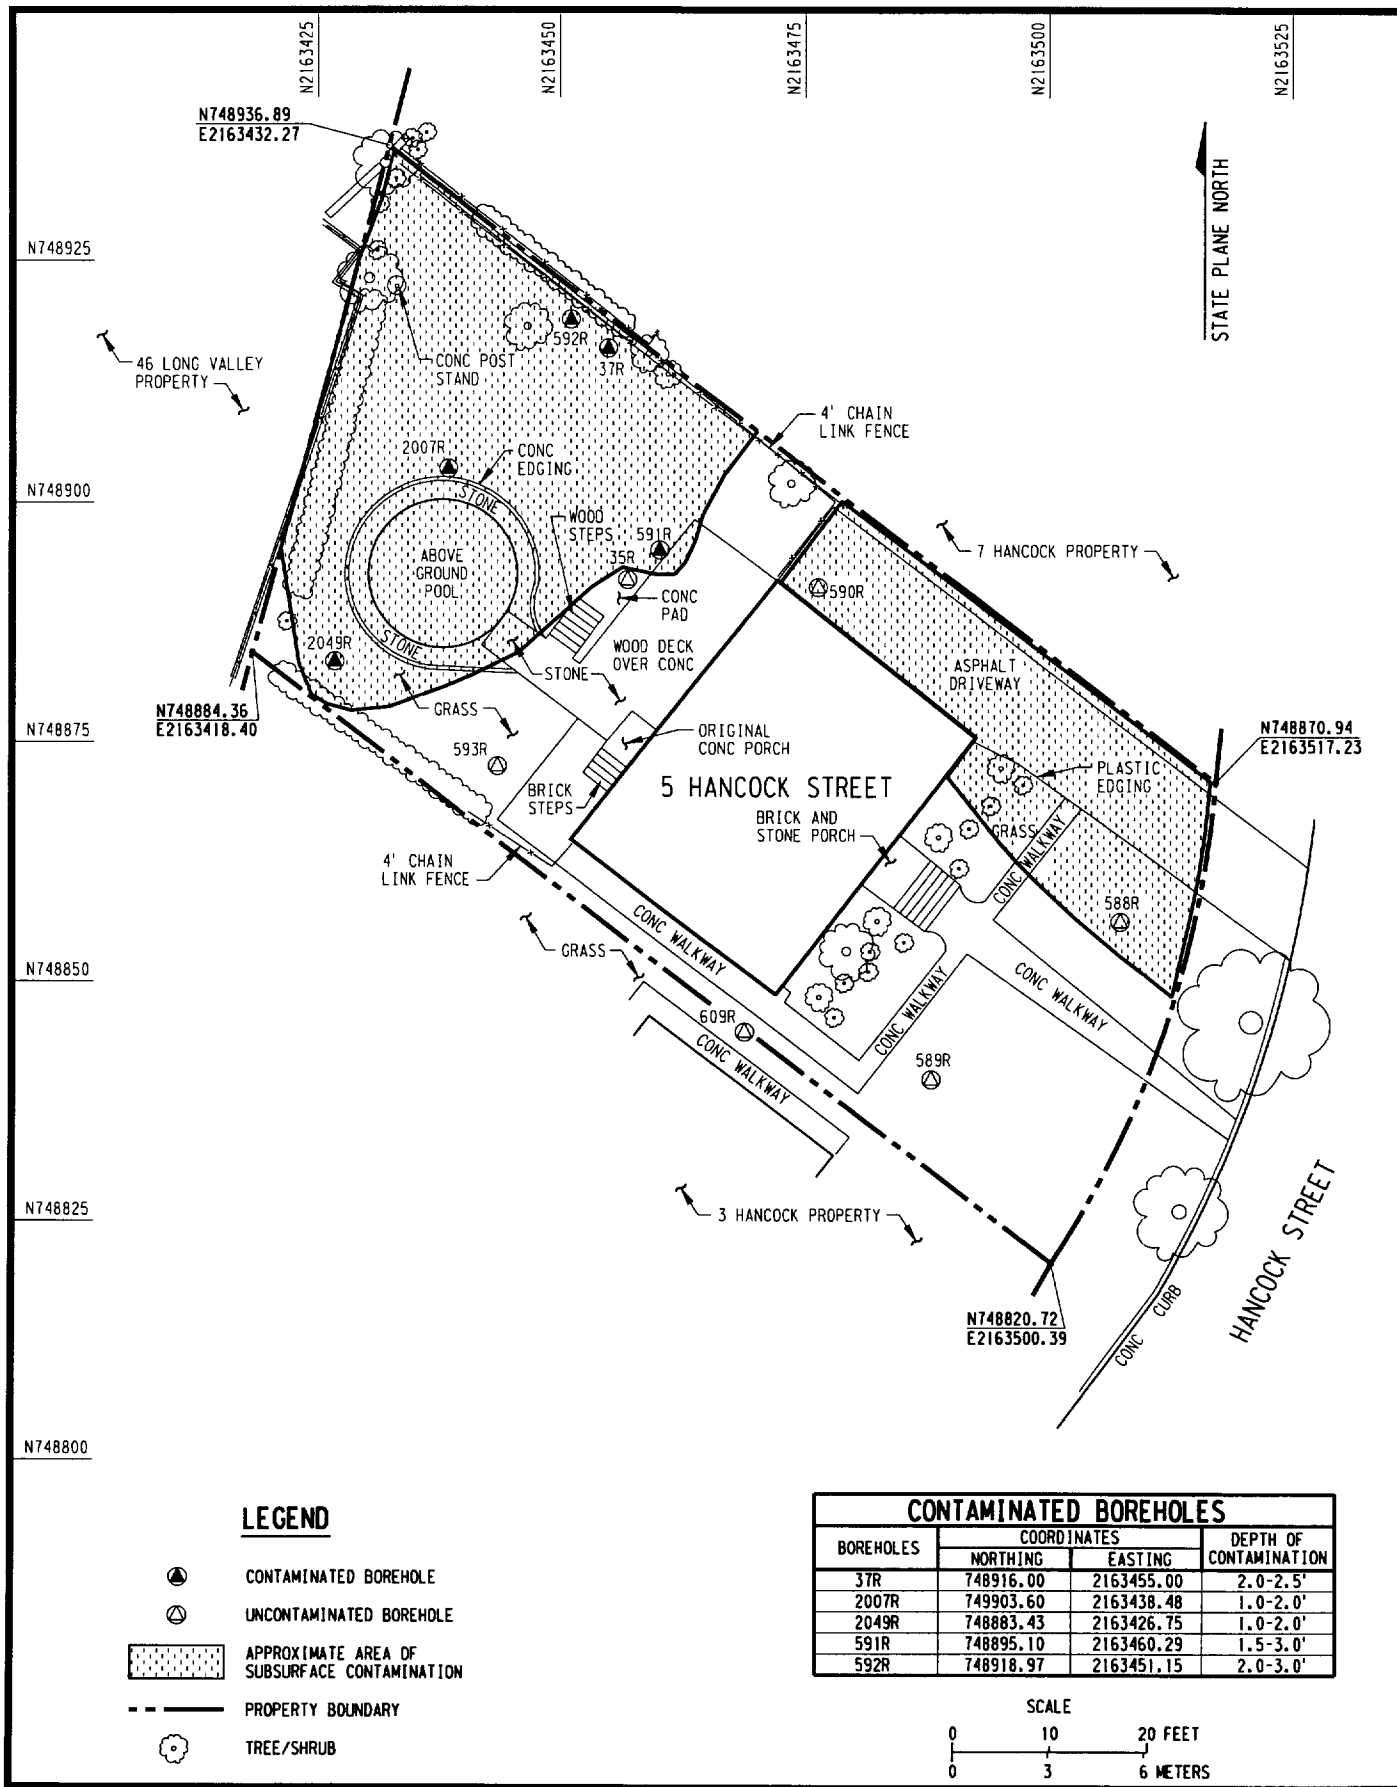 N2163425
N2163450
N2163475
N2163500
N2163525
N748936.89
E2163432.27
STATE PLANE NORTH
N748925
46 LONG VALLEY
PROPERTY
CONC POST
STAND
592R
37R
4' CHAIN
LINK FENCE
2007R
CONC
EDGING
N748900
STONE
WOOD
STEPS
591R
35R
ABOVE
GROUND
POOL
7 HANCOCK PROPERTY
590R
CONC
PAD
2049R
STONE
WOOD DECK
OVER CONC
STONE
ASPHALT
DRIVEWAY
GRASS
N748884.36
E2163418.40
N748875
593R
ORIGINAL
CONC PORCH
N748870.94
E2163517.23
BRICK
STEPS
5 HANCOCK STREET
PLASTIC
EDGING
BRICK AND
STONE PORCH
GRASS
CONC WALKWAY
4' CHAIN
LINK FENCE
588R
CONC WALKWAY
GRASS
N748850
CONC WALKWAY
CONC WALKWAY
609R
CONC WALKWAY
589R
N748825
3 HANCOCK PROPERTY
HANCOCK STREET
N748820.72
E2163500.39
CONC CURB
N748800
LEGEND
CONTAMINATED BOREHOLE
UNCONTAMINATED BOREHOLE
APPROXIMATE AREA OF
SUBSURFACE CONTAMINATION
PROPERTY BOUNDARY
TREE/SHRUB
CONTAMINATED BOREHOLES
BOREHOLES COORDINATES DEPTH OF
NORTHING EASTING CONTAMINATION
37R 748916.00 2163455.00 2.0-2.5'
2007R 749903.60 2163438.48 1.0-2.0'
2049R 748883.43 2163426.75 1.0-2.0'
591R 748895.10 2163460.29 1.5-3.0'
592R 748918.97 2163451.15 2.0-3.0'
SCALE
0 10 20 FEET
0 3 6 METERS